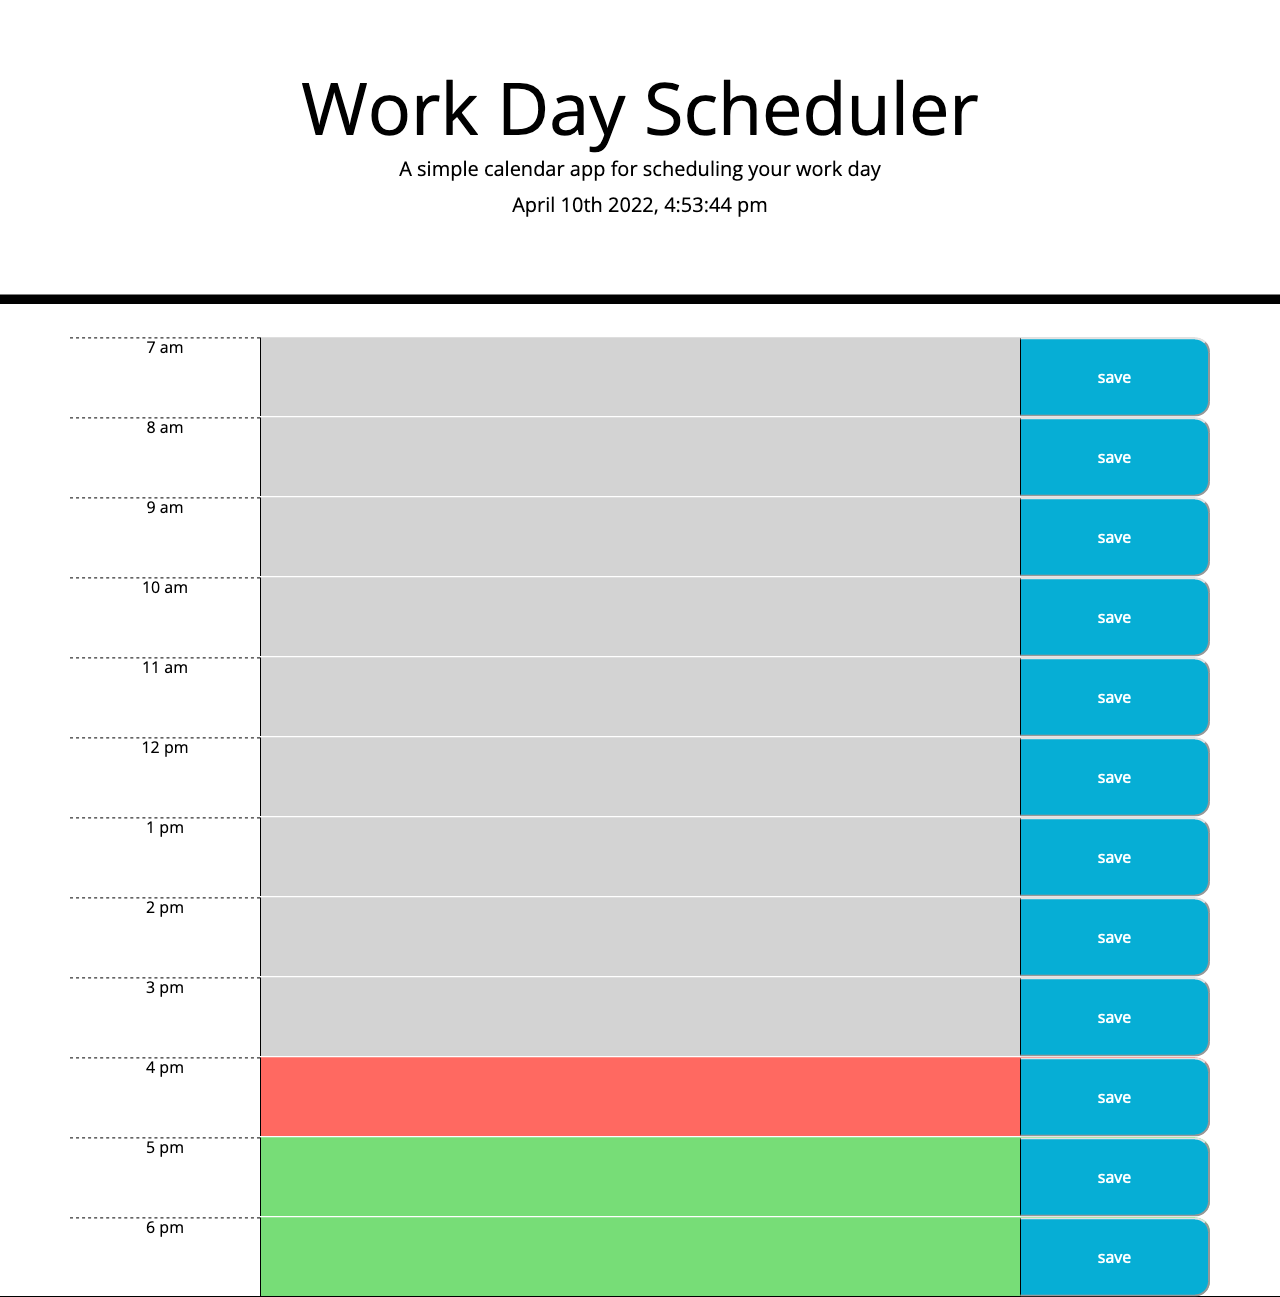 Work Day Scheduler
A simple calendar app for scheduling your work day
April 10th 2022, 4:53:44 pm
7 am save
8 am save
9 am save
10 am save
11 am save
12 pm save
1 pm save
2 pm save
3 pm save
4 pm save
5 pm save
6 pm save